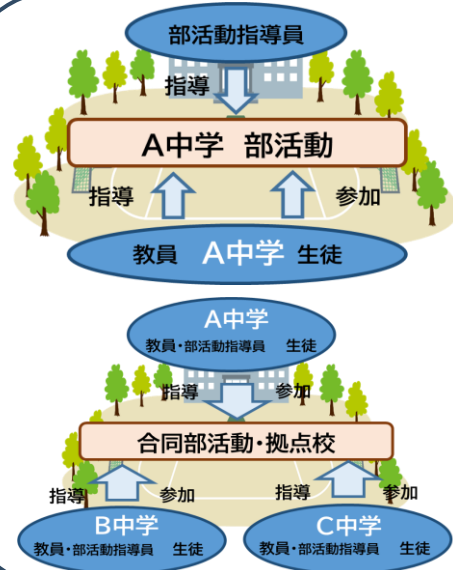 部活動指導員
指導
A中学 部活動
指導 参加
教員 A中学 生徒
A中学
教員・部活動指導員 生徒
指導 参加
合同部活動・拠点校
指導 参加 指導 参加
B中学 C中学
教員・部活動指導員 生徒 教員・部活動指導員 生徒